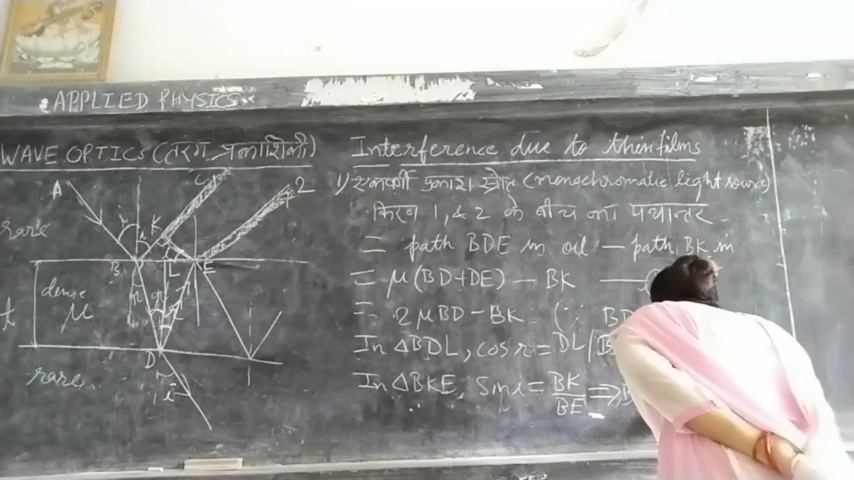 APPLIED PHYSICS
WAVE OPTICS (तरंग प्रकाशिकी)
Interference due to thin films
1) एकवर्णी प्रकाश स्रोत (monochromatic light source)
किरण 1, & 2 के बीच का पथान्तर
= path BDE in oil — path BK in
= μ(BD+DE) — BK
= 2μBD — BK (∵ BD
In ΔBDL, cos r = DL/B
In ΔBKE, Sin i = BK/BE ⇒ B
A
2
rare
r
i
K
B
L
E
dense
μ
t
D
rare
r
i